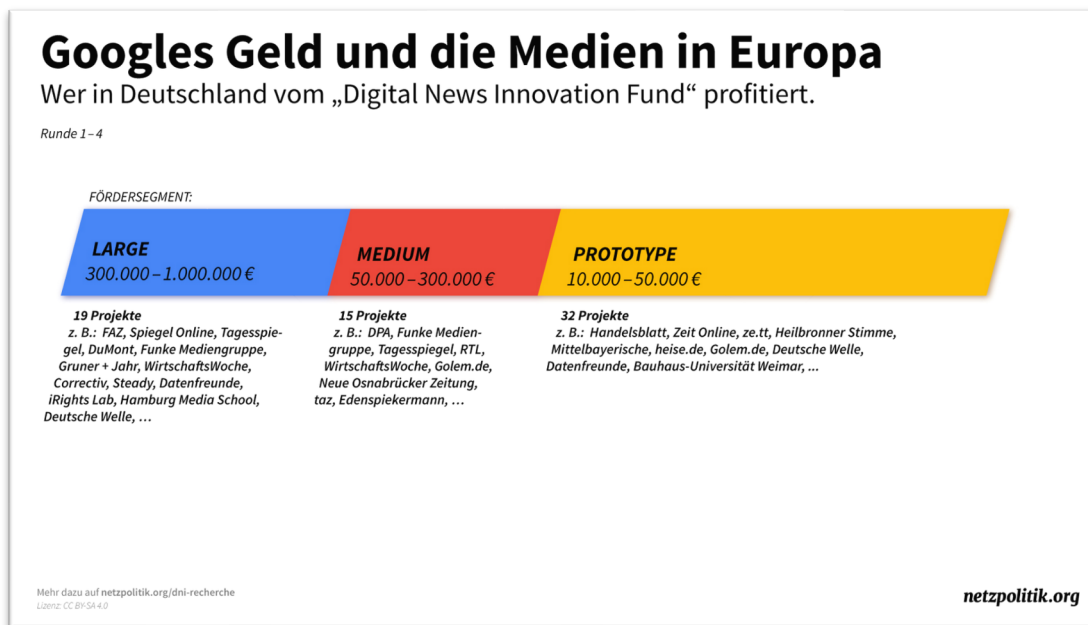 Googles Geld und die Medien in Europa
Wer in Deutschland vom „Digital News Innovation Fund“ profitiert.
Runde 1–4
FÖRDERSEGMENT:
LARGE
300.000–1.000.000 €
MEDIUM
50.000–300.000 €
PROTOTYPE
10.000–50.000 €
19 Projekte
z. B.: FAZ, Spiegel Online, Tagesspie-
gel, DuMont, Funke Mediengruppe,
Gruner + Jahr, WirtschaftsWoche,
Correctiv, Steady, Datenfreunde,
iRights Lab, Hamburg Media School,
Deutsche Welle, …
15 Projekte
z. B.: DPA, Funke Medien-
gruppe, Tagesspiegel, RTL,
WirtschaftsWoche, Golem.de,
Neue Osnabrücker Zeitung,
taz, Edenspiekermann, …
32 Projekte
z. B.: Handelsblatt, Zeit Online, ze.tt, Heilbronner Stimme,
Mittelbayerische, heise.de, Golem.de, Deutsche Welle,
Datenfreunde, Bauhaus-Universität Weimar, ...
Mehr dazu auf netzpolitik.org/dni-recherche
Lizenz: CC BY-SA 4.0
netzpolitik.org